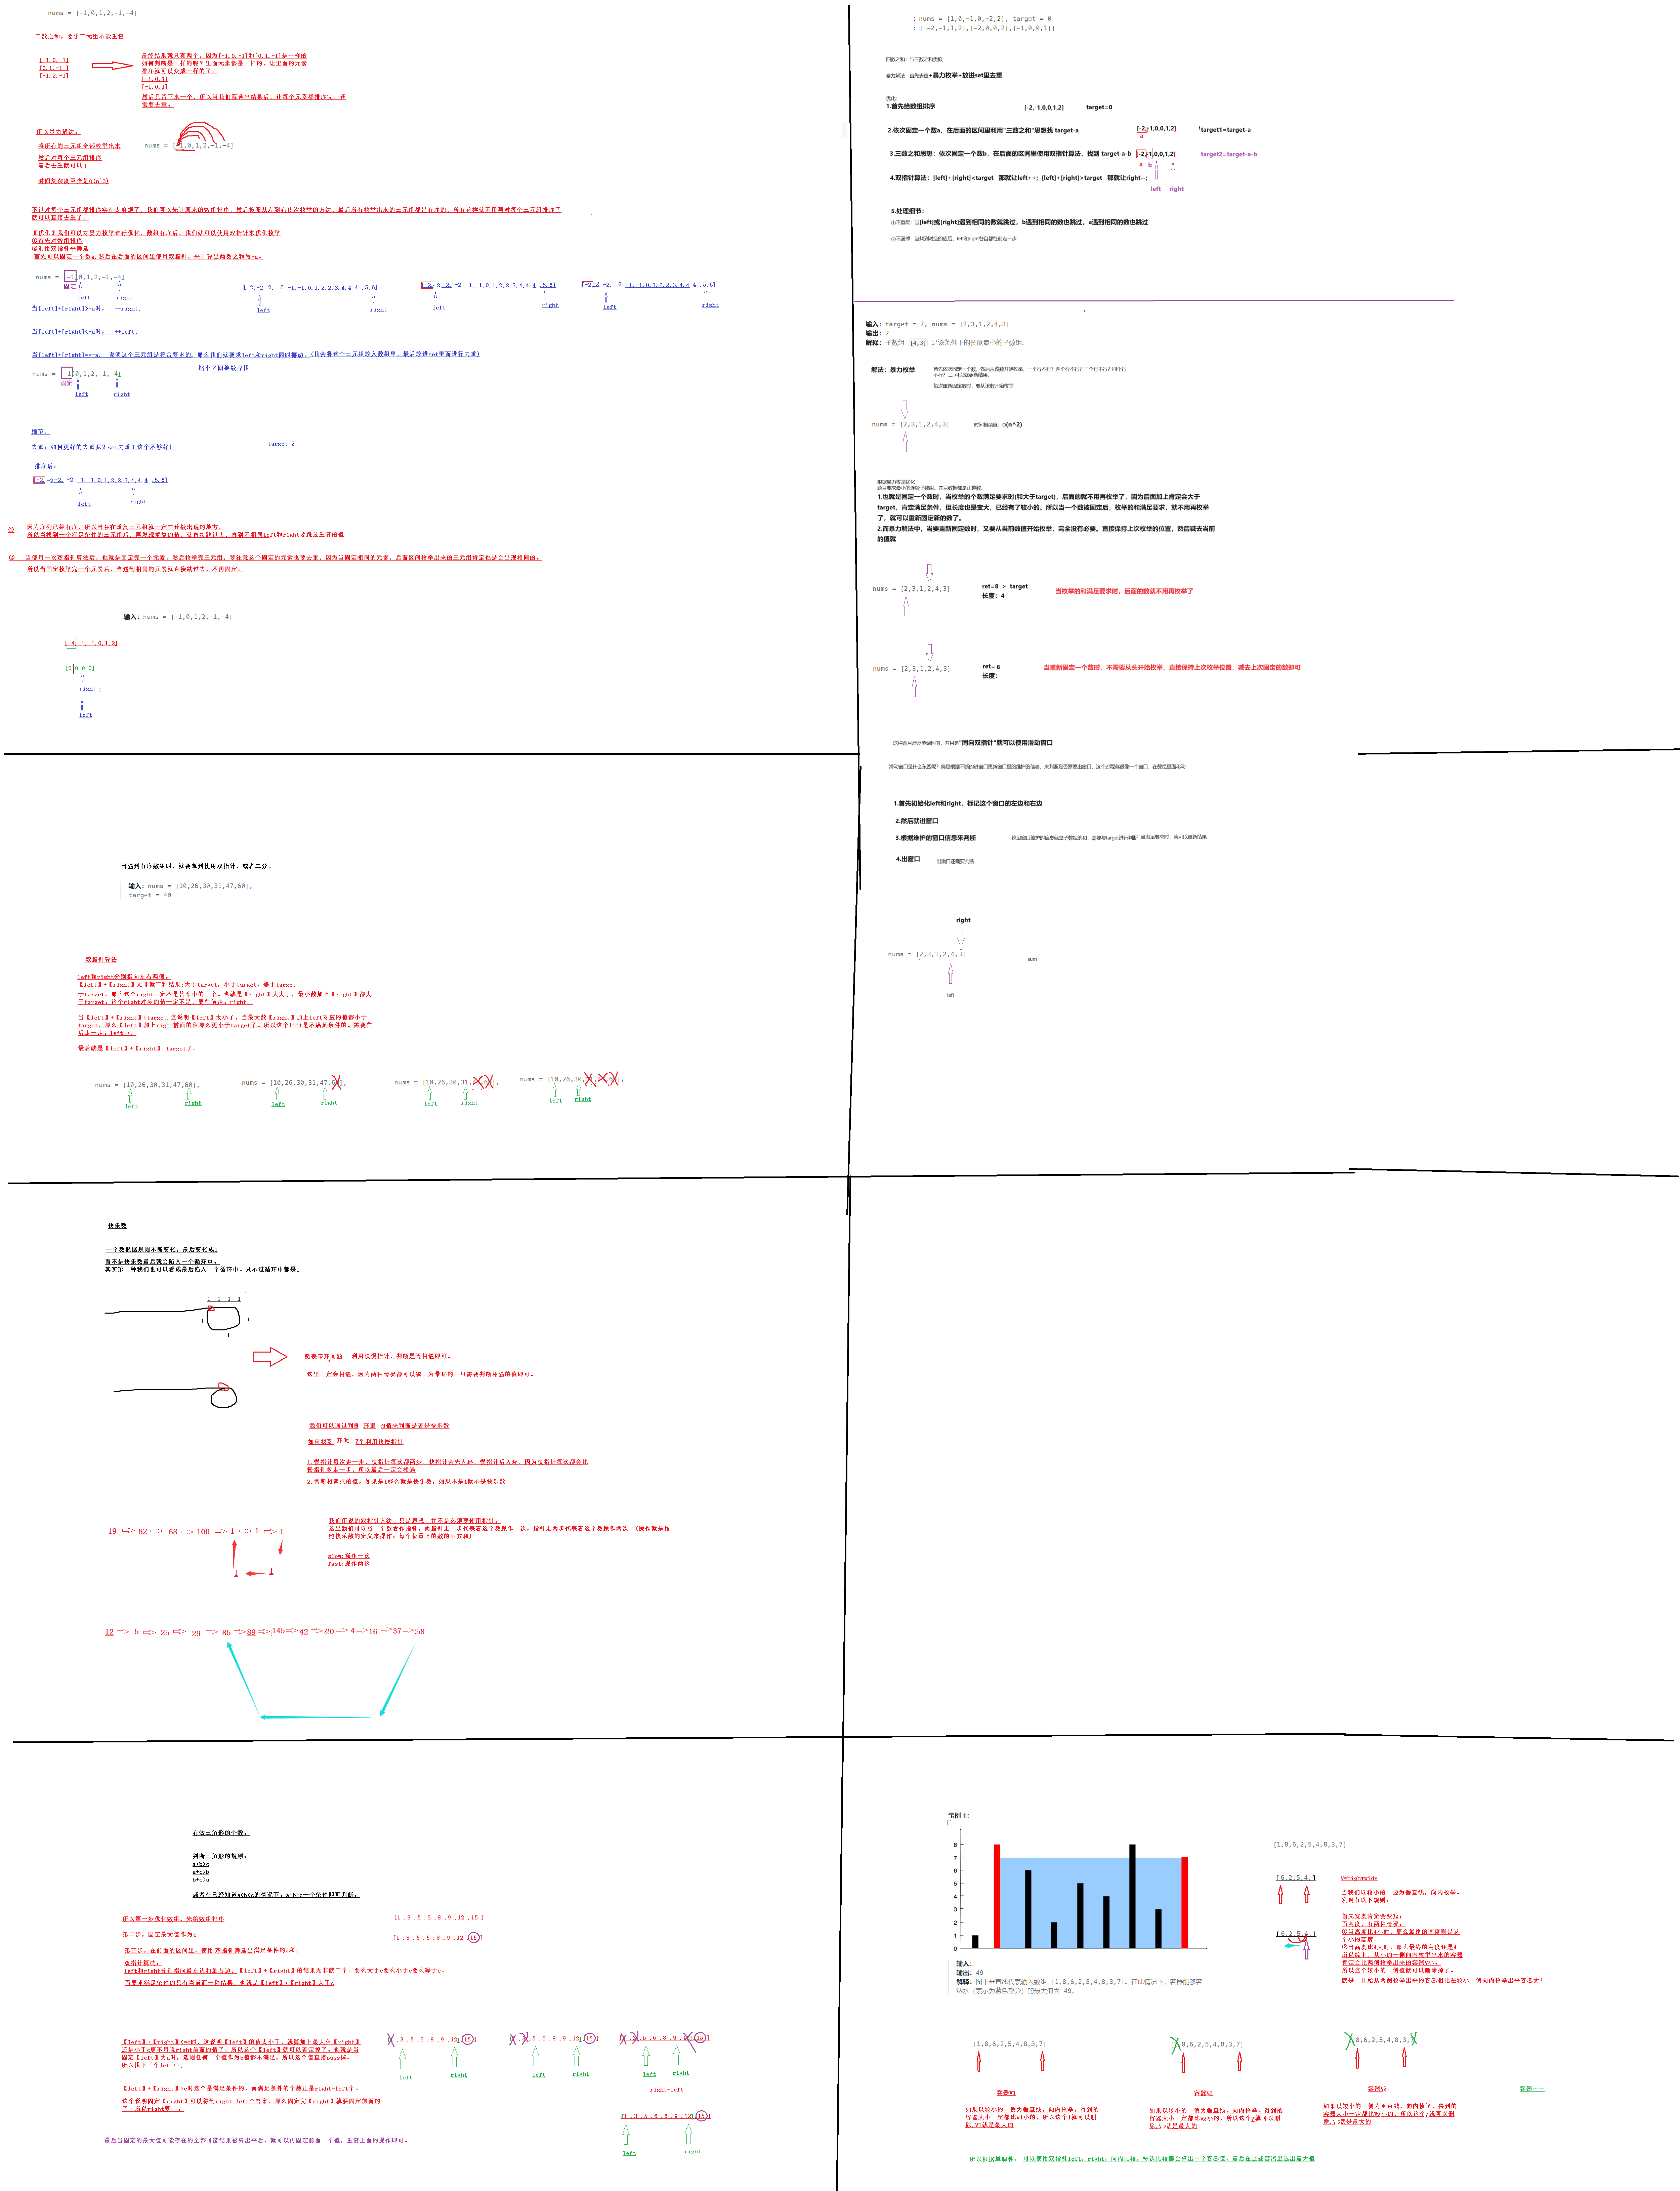 nums = [-1,0,1,2,-1,-4]
三数之和，要求三元组不能重复！
[-1,0, 1]
[0,1,-1 ]
[-1,2,-1]
最终结果就只有两个，因为[-1,0,-1]和[0,1,-1]是一样的
如何判断是一样的呢？里面元素都是一样的，让里面的元素
排序就可以变成一样的了。
[-1,0,1]
[-1,0,1]
然后只留下来一个，所以当我们筛选出结果后，让每个元素都排序完，还
需要去重。
所以暴力解法：
将所有的三元组全部枚举出来
然后对每个三元组排序
最后去重就可以了
时间复杂度至少是O(n^3)
nums = [-1,0,1,2,-1,-4]
不过对每个三元组都排序实在太麻烦了，我们可以先让原来的数组排序，然后按照从左到右依次枚举的方法，最后所有枚举出来的三元组都是有序的，所有这样就不用再对每个三元组排序了
就可以直接去重了。
【优化】我们可以对暴力枚举进行优化，数组有序后，我们就可以使用双指针来优化枚举
①首先对数组排序
②利用双指针来筛选
首先可以固定一个数a,然后在后面的区间里使用双指针，来计算出两数之和为-a。
nums = [-1,0,1,2,-1,-4]
固定
left
right
[-2,-2 -2, -2 -1,-1,0,1,2,2,3,4,4 4 ,5,6]
left
right
[-2,-2 -2, -2 -1,-1,0,1,2,2,3,4,4 4 ,5,6]
left
right
[-2,-2 -2, -2 -1,-1,0,1,2,2,3,4,4 4 ,5,6]
left
right
当[left]+[right]>-a时， --right;
当[left]+[right]<-a时， ++left;
当[left]+[right]==-a, 说明这个三元组是符合要求的，那么我们就要求left和right同时挪动，(我会将这个三元组放入数组里，最后放进set里面进行去重)
缩小区间继续寻找
nums = [-1,0,1,2,-1,-4]
固定
left
right
细节：
去重：如何更好的去重呢？set去重？这个不够好！
target=2
排序后：
[-2,-2 -2, -2 -1,-1,0,1,2,2,3,4,4 4 ,5,6]
left
right
① 因为序列已经有序，所以当存在重复三元组就一定在连续出现的地方。
所以当找到一个满足条件的三元组后，再发现重复的值，就直接跳过去，直到不相同left和right要跳过重复的值
② 当使用一次双指针算法后，也就是固定完一个元素，然后枚举完三元组，要注意这个固定的元素也要去重，因为当固定相同的元素，后面区间枚举出来的三元组肯定也是会出现相同的。
所以当固定枚举完一个元素后，当遇到相同的元素就直接跳过去，不再固定。
输入：nums = [-1,0,1,2,-1,-4]
[-4,-1,-1,0,1,2]
[0 0 0 0]
right
left
: nums = [1,0,-1,0,-2,2], target = 0
: [[-2,-1,1,2],[-2,0,0,2],[-1,0,0,1]]
四数之和：与三数之和类似
暴力解法：首先去重+暴力枚举+放进set里去重
优化：
1.首先给数组排序
[-2,-1,0,0,1,2]
target=0
2.依次固定一个数a，在后面的区间里利用"三数之和"思想找 target-a
[-2,-1,0,0,1,2]
target1=target-a
a
3.三数之和思想：依次固定一个数b，在后面的区间里使用双指针算法，找到 target-a-b
[-2,-1,0,0,1,2]
target2=target-a-b
a b
4.双指针算法：[left]+[right]<target 那就让left++; [left]+[right]>target 那就让right--;
left right
5.处理细节：
①不重复：当[left]或[right]遇到相同的数就跳过，b遇到相同的数也跳过，a遇到相同的数也跳过
②不漏掉：当找到对应的值后，left和right各自都往前走一步
输入：target = 7, nums = [2,3,1,2,4,3]
输出：2
解释：子数组 [4,3] 是该条件下的长度最小的子数组。
解法：暴力枚举
首先依次固定一个数，然后从该数开始枚举，一个行不行？两个行不行？三个行不行？四个行
不行？......可以就更新结果。
每次重新固定数时，要从该数开始枚举
nums = [2,3,1,2,4,3]
时间复杂度：O(n^2)
根据暴力枚举优化
题目要求最小的连续子数组。并且数据都是正整数。
1.也就是固定一个数时，当枚举的个数满足要求时(和大于target)，后面的就不用再枚举了，因为后面加上肯定会大于
target，肯定满足条件，但长度也是变大，已经有了较小的。所以当一个数被固定后，枚举的和满足要求，就不用再枚举
了，就可以重新固定新的数了。
2.而暴力解法中，当要重新固定数时，又要从当前数值开始枚举，完全没有必要，直接保持上次枚举的位置，然后减去当前
的值就
nums = [2,3,1,2,4,3]
ret=8 > target
长度：4
当枚举的和满足要求时，后面的数就不用再枚举了
nums = [2,3,1,2,4,3]
ret= 6
长度：
当重新固定一个数时，不需要从头开始枚举，直接保持上次枚举位置，减去上次固定的数即可
这种题目涉及单调性的，并且是"同向双指针"就可以使用滑动窗口
滑动窗口是什么东西呢？就是根据不断的进窗口更新窗口里的维护的信息，来判断是否需要出窗口，这个过程就很像一个窗口，在数组里面移动
1.首先初始化left和right，标记这个窗口的左边和右边
2.然后就进窗口
3.根据维护的窗口信息来判断
这里窗口维护的信息就是子数组的和，需要与target进行判断 当满足要求时，就可以更新结果
4.出窗口
出窗口还需要判断
right
nums = [2,3,1,2,4,3]
sum
left
当遇到有序数组时，就要想到使用双指针，或者二分。
输入：nums = [10,26,30,31,47,60],
target = 40
双指针算法
left和right分别指向左右两侧。
【left】+【right】无非就三种结果:大于target，小于target，等于target
于target，那么这个right一定不是答案中的一个。也就是【right】太大了，最小数加上【right】都大
于target，这个right对应的值一定不是，要往前走，right--
当【left】+【right】<target,这说明【left】太小了，当最大数【right】加上left对应的值都小于
target，那么【left】加上right前面的值那么更小于target了，所以这个left是不满足条件的，需要往
后走一步。left++;
最后就是【left】+【right】=target了。
nums = [10,26,30,31,47,60],
left
right
nums = [10,26,30,31,47,60],
left
right
nums = [10,26,30,31,47,60],
left
right
nums = [10,26,30,31,47,60],
left
right
快乐数
一个数根据规则不断变化，最后变化成1
而不是快乐数最后就会陷入一个循环中。
其实第一种我们也可以看成最后陷入一个循环中，只不过循环中都是1
1 1 1 1
1
1
1
链表带环问题 利用快慢指针，判断是否相遇即可。
这里一定会相遇，因为两种情况都可以统一为带环的。只需要判断相遇的值即可。
我们可以通过判断 环里 的值来判断是否是快乐数
如何找到 环呢 ？利用快慢指针
1.慢指针每次走一步，快指针每次都两步，快指针会先入环，慢指针后入环，因为快指针每次都会比
慢指针多走一步，所以最后一定会相遇
2.判断相遇点的值，如果是1那么就是快乐数，如果不是1就不是快乐数
19 82 68 100 1 1 1
1 1
我们所说的双指针方法，只是思想，并不是必须要使用指针。
这里我们可以将一个数看作指针，而指针走一步代表着这个数操作一次，指针走两步代表着这个数操作两次。(操作就是按
照快乐数的定义来操作，每个位置上的数的平方和)
slow:操作一次
fast:操作两次
12 5 25 29 85 89 145 42 20 4 16 37 58
有效三角形的个数。
判断三角形的规则。
a+b>c
a+c>b
b+c>a
或者在已经知道a<b<c的情况下，a+b>c一个条件即可判断。
所以第一步优化数组，先给数组排序
[1 ,3 ,5 ,6 ,8 ,9 ,12 ,15 ]
第二步，固定最大值作为c
[1 ,3 ,5 ,6 ,8 ,9 ,12 ,15 ]
第三步，在前面的区间里，使用 双指针筛选出满足条件的a和b
双指针算法：
left和right分别指向最左边和最右边，【left】+【right】的结果无非就三个，要么大于c要么小于c要么等于c。
而要求满足条件的只有当前面一种结果，也就是【left】+【right】大于c
【left】+【right】<=c时，这说明【left】的值太小了，就算加上最大值【right】
还是小于c更不用说right前面的值了，所以这个【left】就可以否定掉了。也就是当
固定【left】为a时，选则任何一个值作为b值都不满足，所以这个值直接pass掉。
所以找下一个left++;
【left】+【right】>c时这个是满足条件的，而满足条件的个数正是right-left个。
这个说明固定【right】可以得到right-left个答案，那么固定完【right】就要固定前面的
了，所以right要--。
最后当固定的最大值可能存在的全部可能结果被算出来后，就可以再固定前面一个值，重复上面的操作即可。
[1 ,3 ,5 ,6 ,8 ,9 ,12 ,15 ]
left
right
[1 ,3 ,5 ,6 ,8 ,9 ,12 ,15 ]
left
right
[1 ,3 ,5 ,6 ,8 ,9 ,12 ,15 ]
left
right
right-left
[1 ,3 ,5 ,6 ,8 ,9 ,12 ,15 ]
left
right
示例 1：
8
7
6
5
4
3
2
1
0
输入：
输出：49
解释：图中垂直线代表输入数组 [1,8,6,2,5,4,8,3,7]。在此情况下，容器能够容
纳水（表示为蓝色部分）的最大值为 49。
[1,8,6,2,5,4,8,3,7]
[ 6,2,5,4,]
[ 6,2,5,4,]
V=high*wide
当我们以较小的一边为垂直线，向内枚举，
发现有以下规则：
首先宽度肯定会变短；
而高度，有两种情况：
①当高度比4小时，那么最终的高度则是这
个小的高度。
②当高度比4大时，那么最终的高度还是4。
所以综上，从小的一侧向内枚举出来的容器
肯定会比两侧枚举出来的容器V小。
所以这个较小的一侧值就可以删除掉了。
就是一开始从两侧枚举出来的容器相比在较小一侧向内枚举出来容器大！
[1,8,6,2,5,4,8,3,7]
容器V1
如果以较小的一侧为垂直线，向内枚举，得到的
容器大小一定都比V1小的，所以这个1就可以删
除,V1就是最大的
[1,8,6,2,5,4,8,3,7]
容器V2
如果以较小的一侧为垂直线，向内枚举，得到的
容器大小一定都比V2小的，所以这个7就可以删
除,V2就是最大的
[1,8,6,2,5,4,8,3,7]
容器V2
如果以较小的一侧为垂直线，向内枚举，得到的
容器大小一定都比V2小的，所以这个7就可以删
除,V2就是最大的
容器……
所以根据单调性， 可以使用双指针left，right，向内比较，每次比较都会算出一个容器值，最后在这些容器里选出最大值